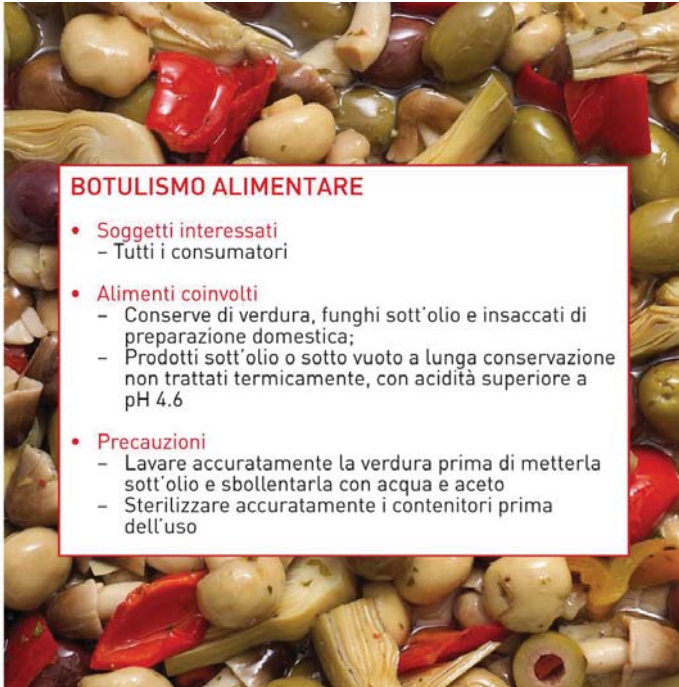 BOTULISMO ALIMENTARE
• Soggetti interessati
– Tutti i consumatori
• Alimenti coinvolti
– Conserve di verdura, funghi sott'olio e insaccati di
preparazione domestica;
– Prodotti sott'olio o sotto vuoto a lunga conservazione
non trattati termicamente, con acidità superiore a
pH 4.6
• Precauzioni
– Lavare accuratamente la verdura prima di metterla
sott'olio e sbollentarla con acqua e aceto
– Sterilizzare accuratamente i contenitori prima
dell'uso